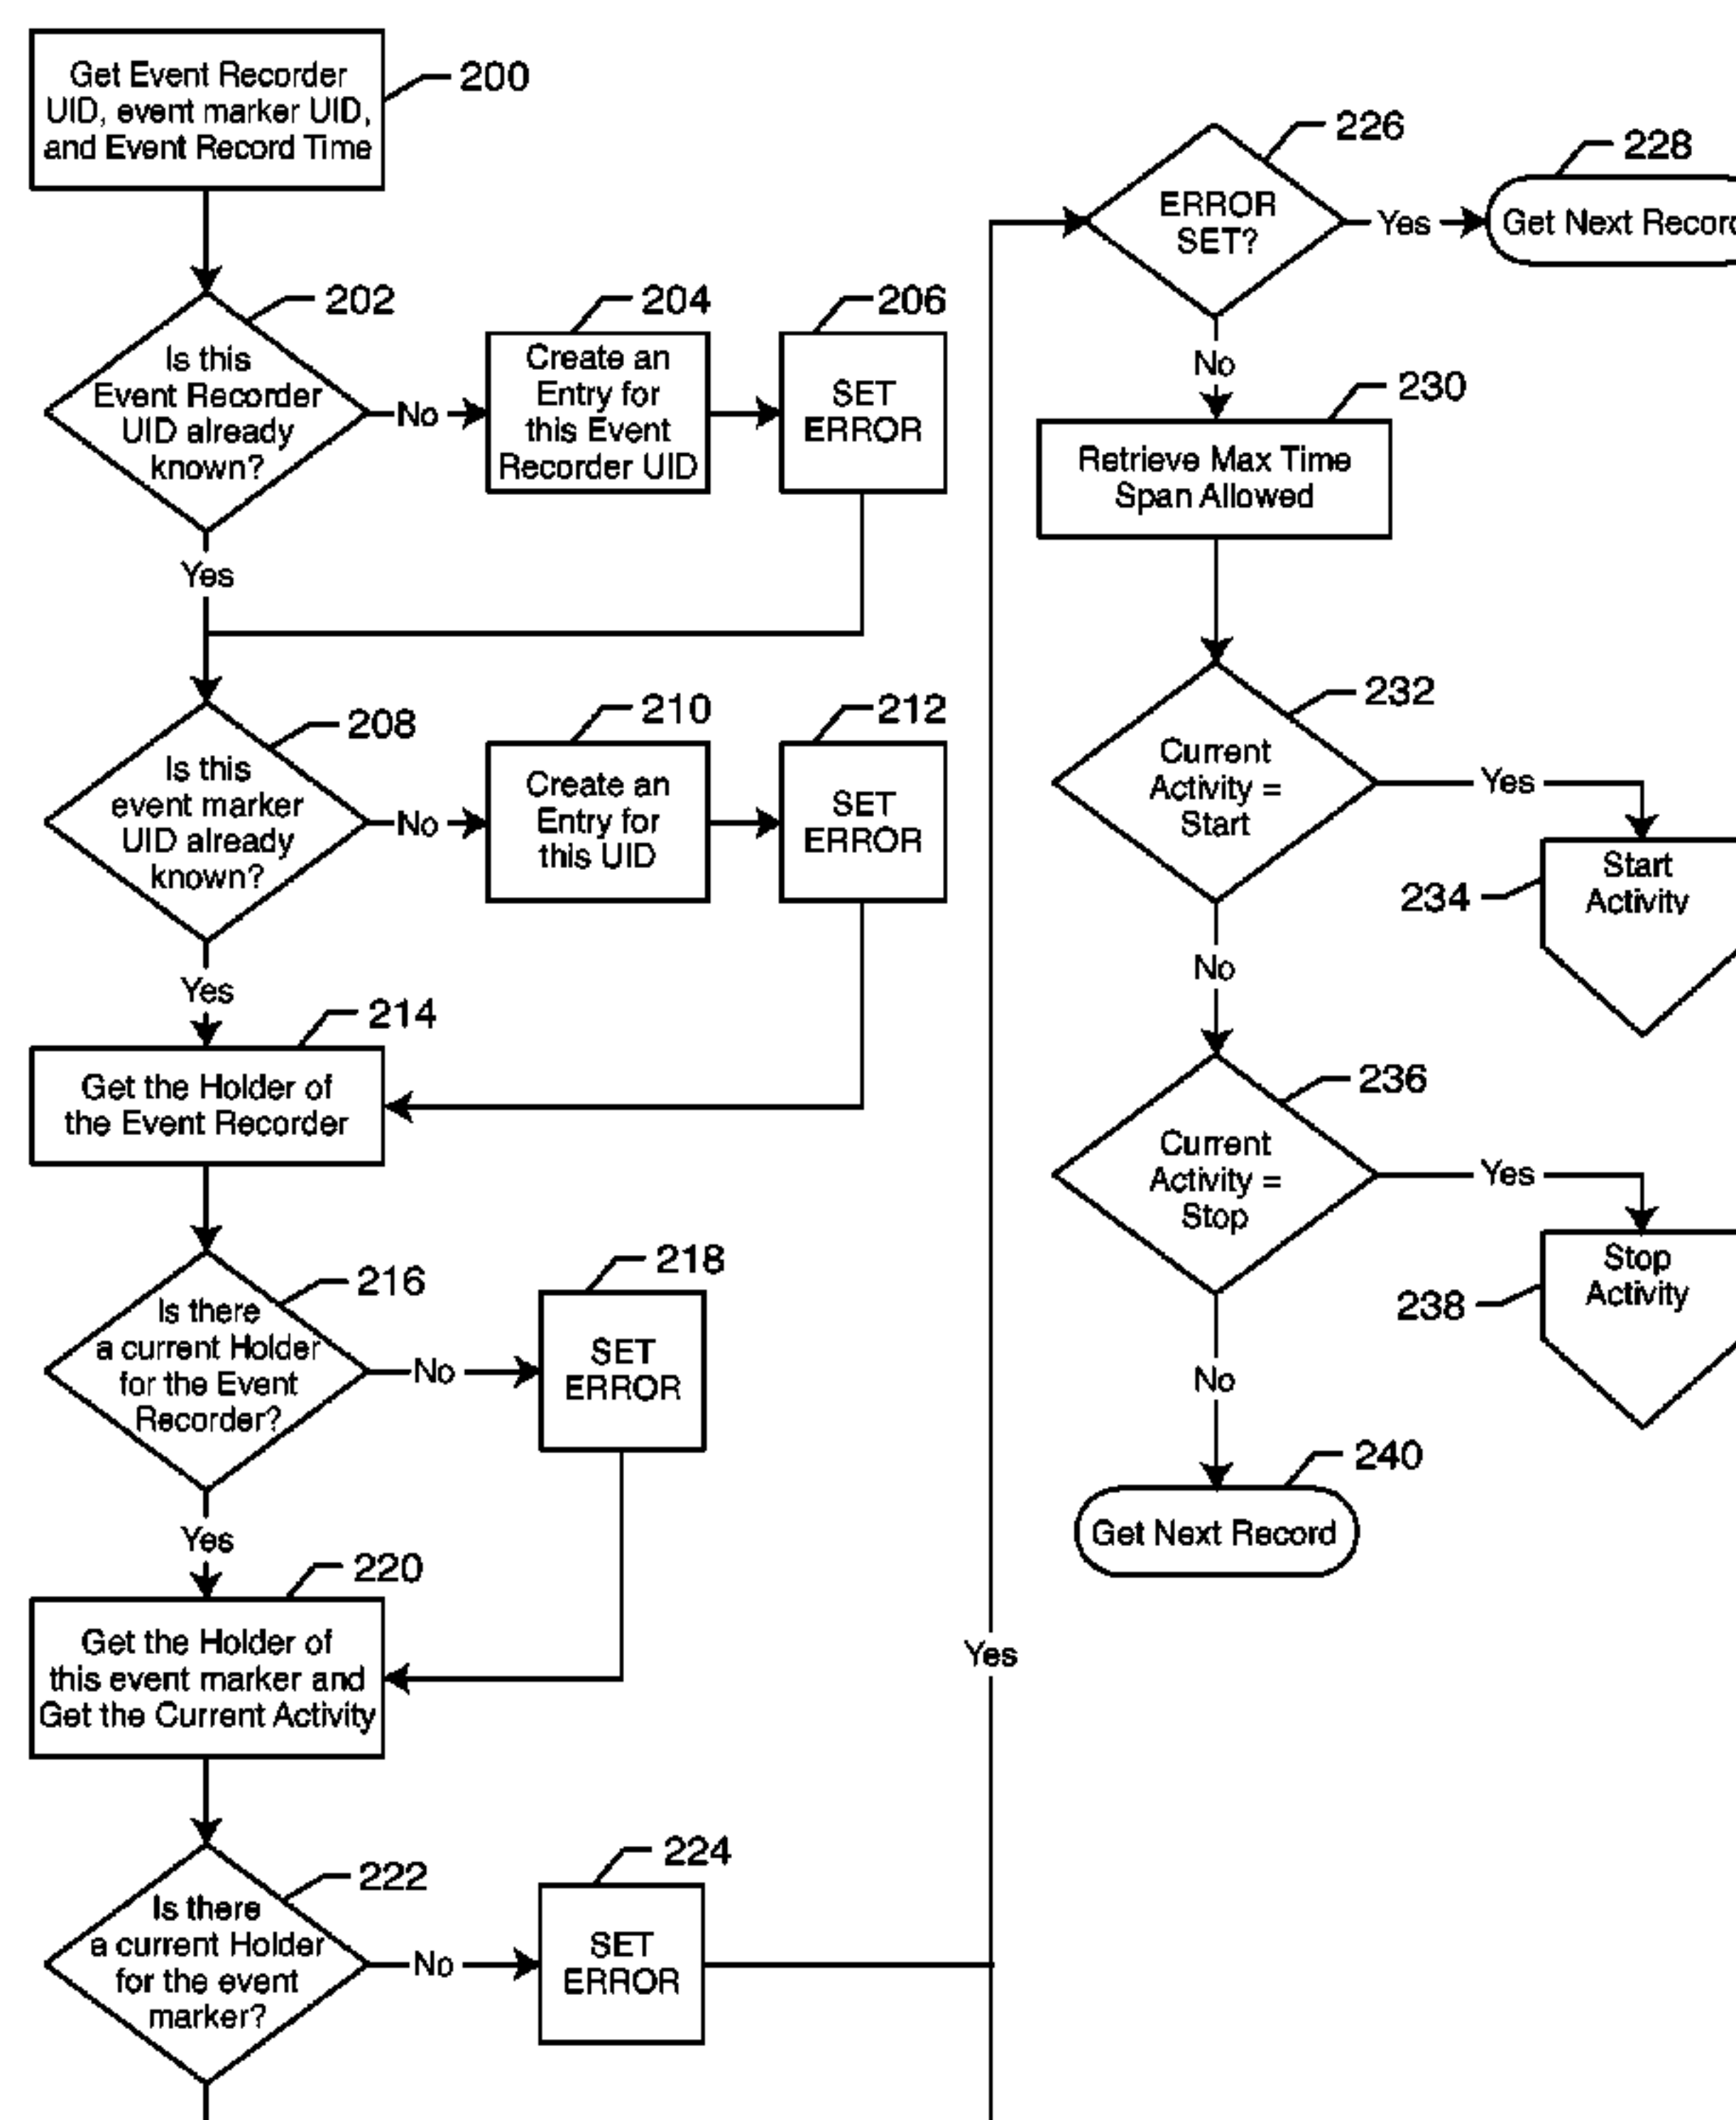 Get Event Recorder
UID, event marker UID,
and Event Record Time
200
202
Is this
Event Recorder
UID already
known?
No
204
Create an
Entry for
this Event
Recorder UID
206
SET
ERROR
Yes
208
Is this
event marker
UID already
known?
No
210
Create an
Entry for
this UID
212
SET
ERROR
Yes
214
Get the Holder of
the Event Recorder
216
Is there
a current Holder
for the Event
Recorder?
No
218
SET
ERROR
Yes
220
Get the Holder of
this event marker and
Get the Current Activity
222
Is there
a current Holder
for the event
marker?
No
224
SET
ERROR
Yes
226
ERROR
SET?
Yes
228
Get Next Recor
No
230
Retrieve Max Time
Span Allowed
232
Current
Activity =
Start
Yes
234
Start
Activity
No
236
Current
Activity =
Stop
Yes
238
Stop
Activity
No
240
Get Next Record